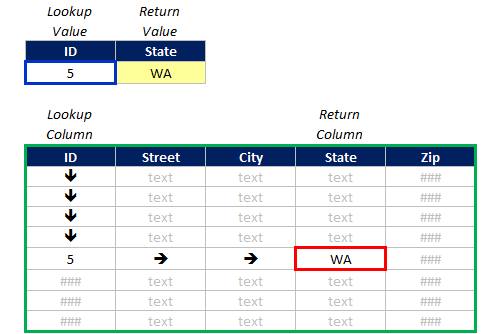 Lookup Return
Value Value
ID State
5 WA
Lookup Return
Column Column
ID Street City State Zip
text text text ###
text text text ###
text text text ###
text text text ###
5 WA ###
### text text text ###
### text text text ###
### text text text ###